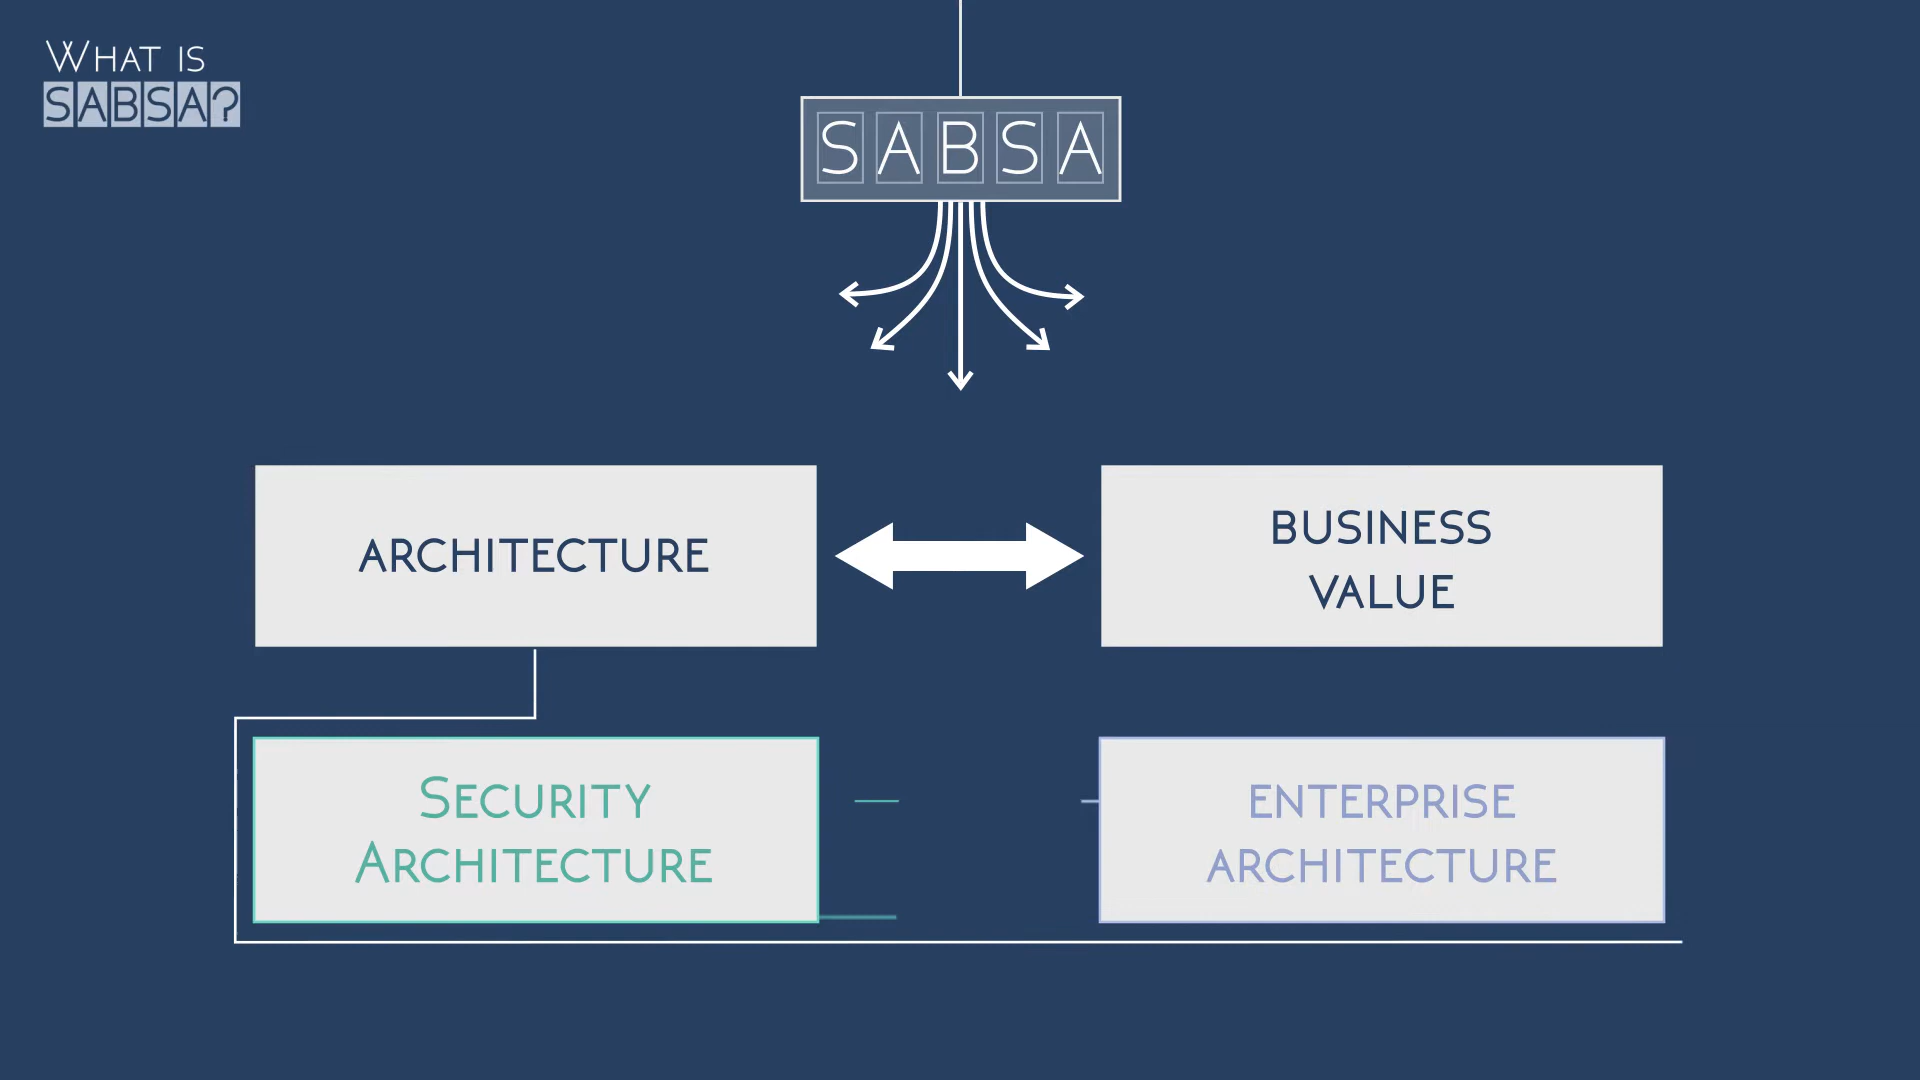 What is
SABSA?
SABSA
ARCHITECTURE
BUSINESS
VALUE
Security
Architecture
ENTERPRISE
ARCHITECTURE